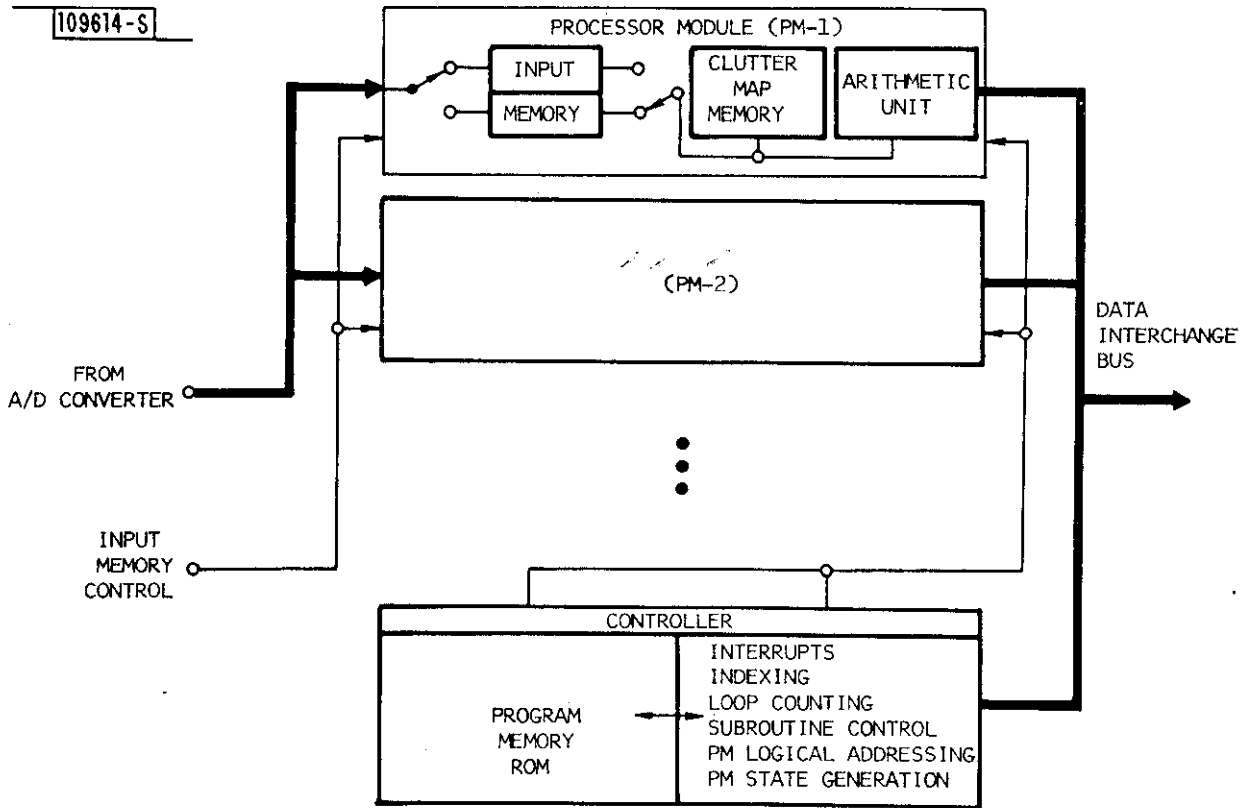 109614-S
PROCESSOR MODULE (PM-1)
INPUT
MEMORY
CLUTTER
MAP
MEMORY
ARITHMETIC
UNIT
(PM-2)
DATA
INTERCHANGE
BUS
FROM
A/D CONVERTER
INPUT
MEMORY
CONTROL
CONTROLLER
PROGRAM
MEMORY
ROM
INTERRUPTS
INDEXING
LOOP COUNTING
SUBROUTINE CONTROL
PM LOGICAL ADDRESSING
PM STATE GENERATION